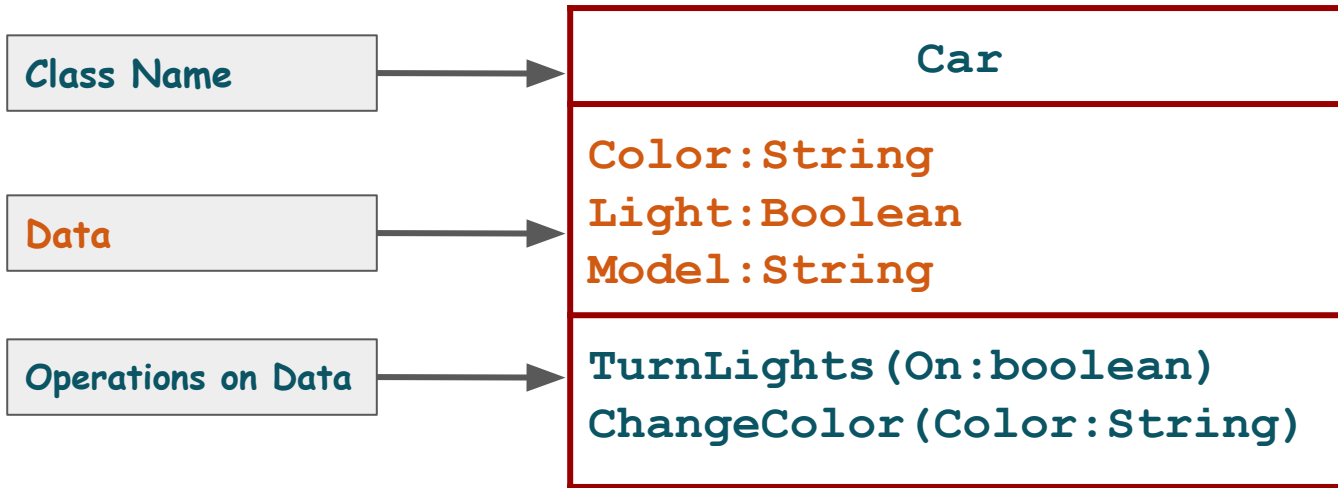 Class Name
Car
Data
Color:String
Light:Boolean
Model:String
Operations on Data
TurnLights(On:boolean)
ChangeColor(Color:String)